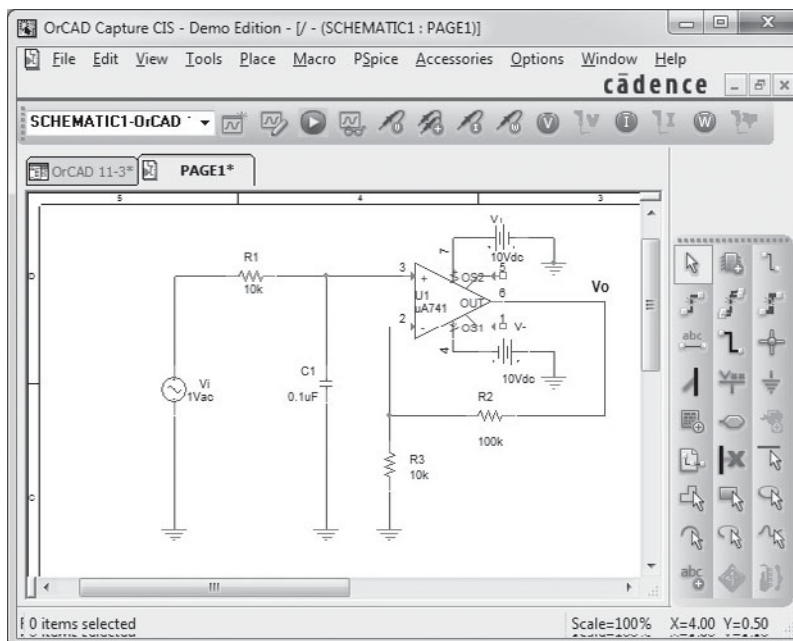 OrCAD Capture CIS - Demo Edition - [/ - (SCHEMATIC1 : PAGE1)]
File Edit View Tools Place Macro PSpice Accessories Options Window Help
cādence
SCHEMATIC1-OrCAD
OrCAD 11-3*
PAGE1*
5 4 3
D
D
C
C
R1
10k
Vi
1Vac
C1
0.1uF
3
+
U1
uA741
2
-
7
V+
10Vdc
5
OS2
6
OUT
Vo
1
OS1
V-
4
10Vdc
R2
100k
R3
10k
abc
abc
0 items selected
Scale=100% X=4.00 Y=0.50